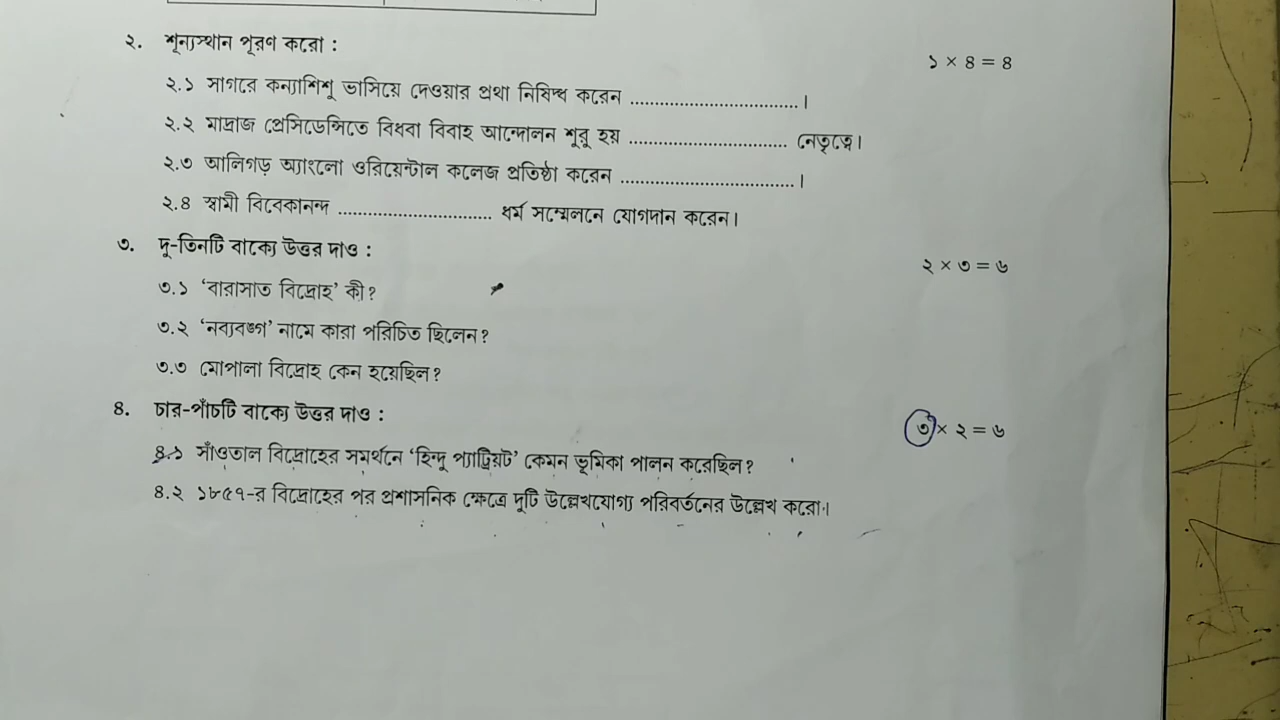 ২. শূন্যস্থান পূরণ করো : ১ × ৪ = ৪
২.১ সাগরে কন্যাশিশু ভাসিয়ে দেওয়ার প্রথা নিষিদ্ধ করেন ................................।
২.২ মাদ্রাজ প্রেসিডেন্সিতে বিধবা বিবাহ আন্দোলন শুরু হয় .............................. নেতৃত্বে।
২.৩ আলিগড় অ্যাংলো ওরিয়েন্টাল কলেজ প্রতিষ্ঠা করেন .................................।
২.৪ স্বামী বিবেকানন্দ ............................. ধর্ম সম্মেলনে যোগদান করেন।
৩. দু-তিনটি বাক্যে উত্তর দাও : ২ × ৩ = ৬
৩.১ ‘বারাসাত বিদ্রোহ’ কী?
৩.২ ‘নব্যবঙ্গ’ নামে কারা পরিচিত ছিলেন?
৩.৩ মোপালা বিদ্রোহ কেন হয়েছিল?
৪. চার-পাঁচটি বাক্যে উত্তর দাও : ৩ × ২ = ৬
৪.১ সাঁওতাল বিদ্রোহের সমর্থনে ‘হিন্দু প্যাট্রিয়ট’ কেমন ভূমিকা পালন করেছিল?
৪.২ ১৮৫৭-র বিদ্রোহের পর প্রশাসনিক ক্ষেত্রে দুটি উল্লেখযোগ্য পরিবর্তনের উল্লেখ করো।